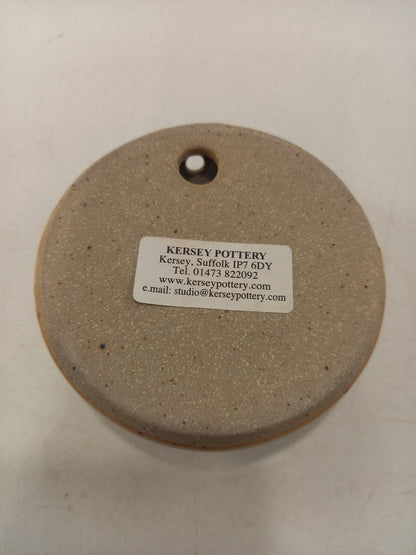 KERSEY POTTERY
Kersey, Suffolk IP7 6DY
Tel. 01473 822092
www.kerseypottery.com
e.mail: studio@kerseypottery.com